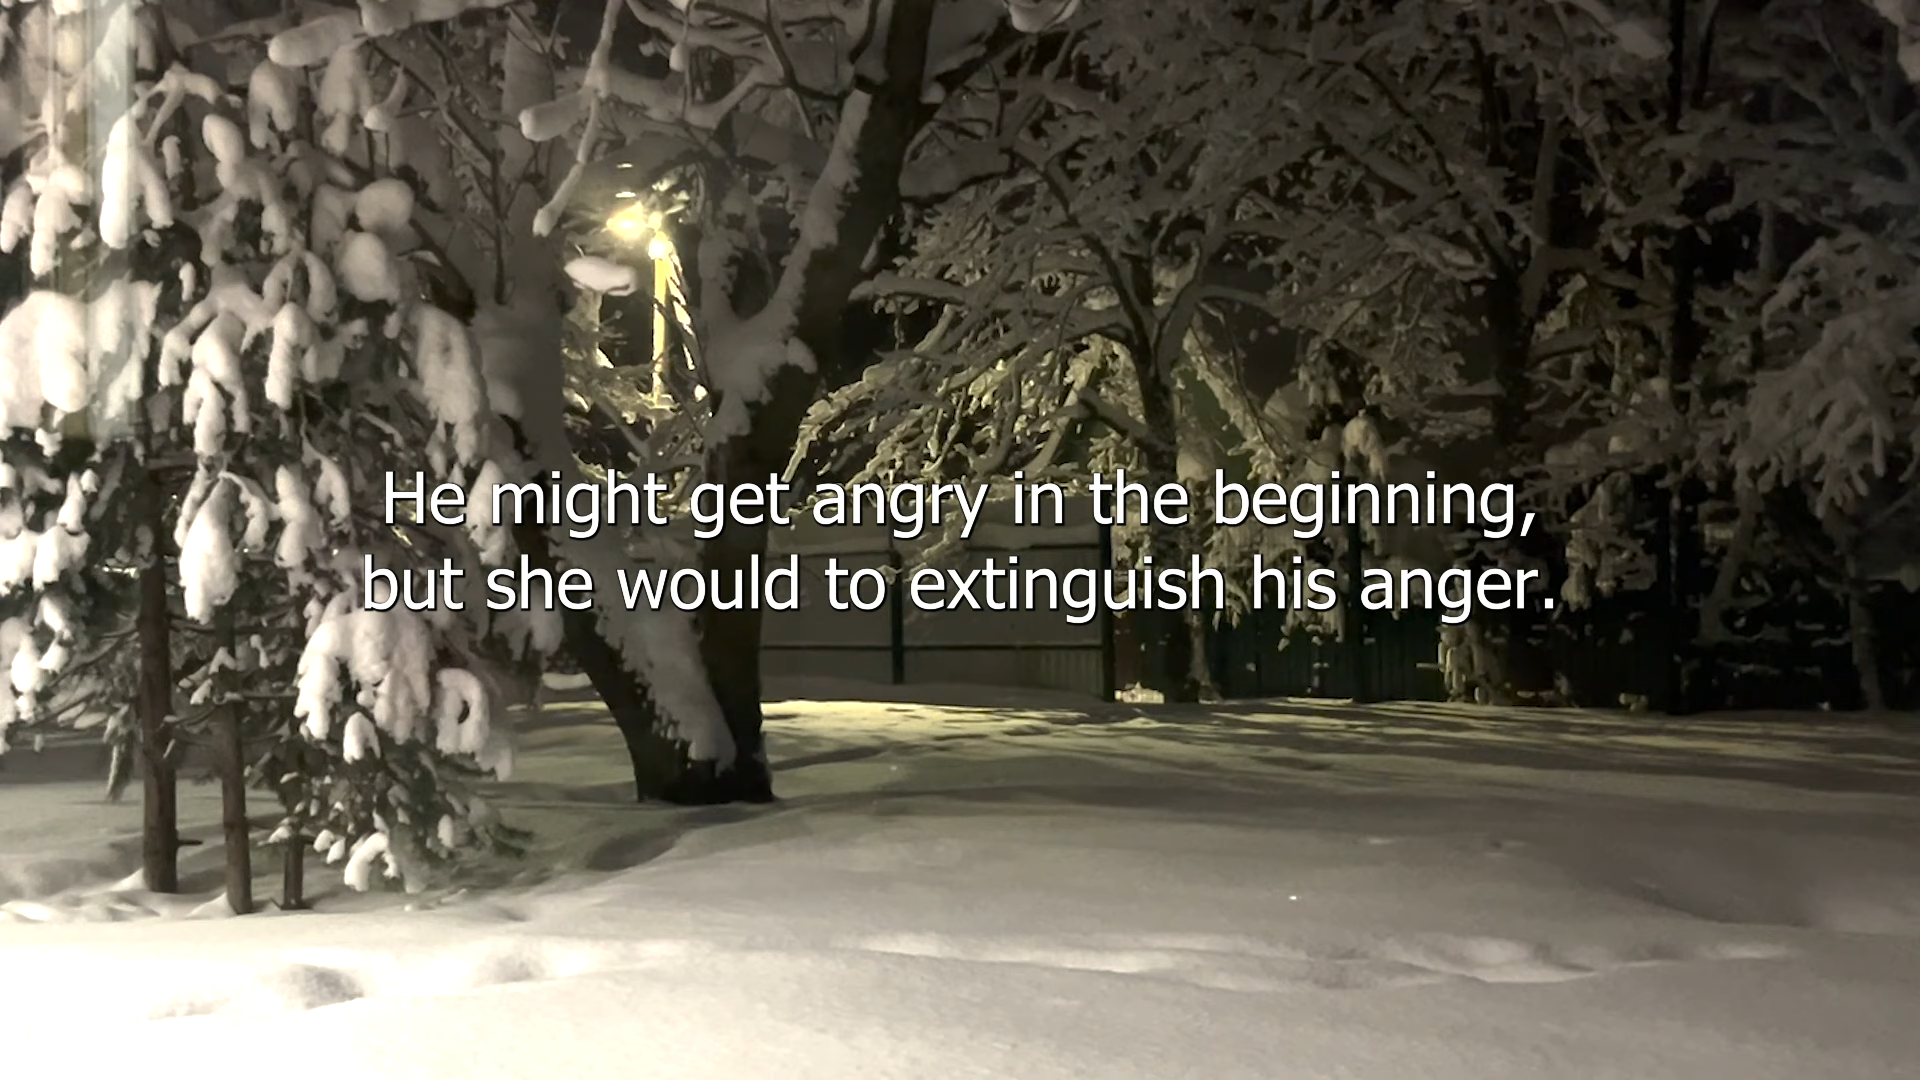 He might get angry in the beginning,
but she would to extinguish his anger.